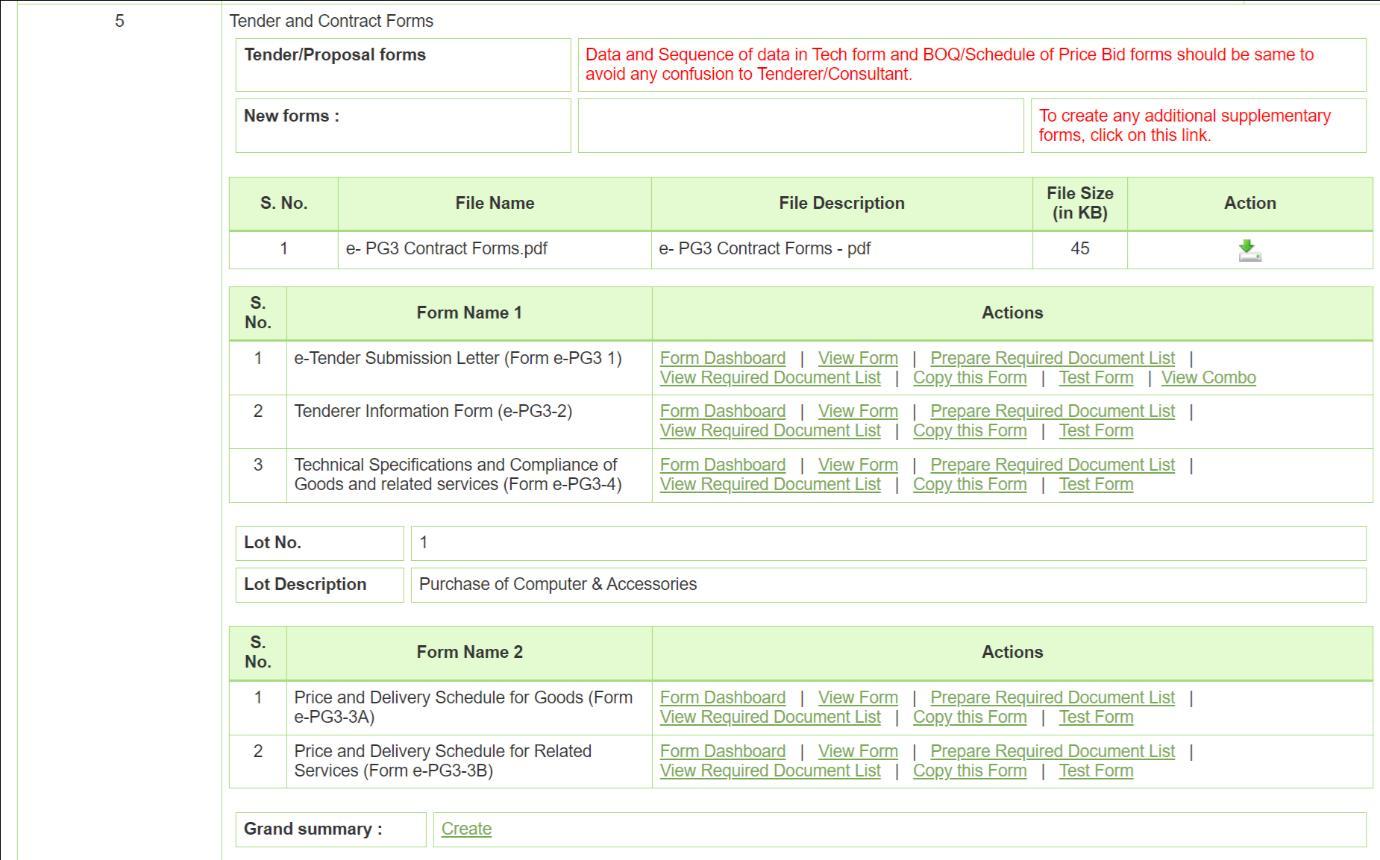 5
Tender and Contract Forms
Tender/Proposal forms
Data and Sequence of data in Tech form and BOQ/Schedule of Price Bid forms should be same to
avoid any confusion to Tenderer/Consultant.
New forms :
To create any additional supplementary
forms, click on this link.
S. No. File Name File Description File Size
(in KB) Action
1 e- PG3 Contract Forms.pdf e- PG3 Contract Forms - pdf 45
S.
No. Form Name 1 Actions
1 e-Tender Submission Letter (Form e-PG3 1) Form Dashboard | View Form | Prepare Required Document List |
View Required Document List | Copy this Form | Test Form | View Combo
2 Tenderer Information Form (e-PG3-2) Form Dashboard | View Form | Prepare Required Document List |
View Required Document List | Copy this Form | Test Form
3 Technical Specifications and Compliance of Form Dashboard | View Form | Prepare Required Document List |
Goods and related services (Form e-PG3-4) View Required Document List | Copy this Form | Test Form
Lot No. 1
Lot Description Purchase of Computer & Accessories
S.
No. Form Name 2 Actions
1 Price and Delivery Schedule for Goods (Form Form Dashboard | View Form | Prepare Required Document List |
e-PG3-3A) View Required Document List | Copy this Form | Test Form
2 Price and Delivery Schedule for Related Form Dashboard | View Form | Prepare Required Document List |
Services (Form e-PG3-3B) View Required Document List | Copy this Form | Test Form
Grand summary : Create